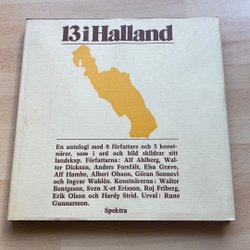 13 i Halland
En antologi med 8 författare och 5 konst-
närer, som i ord och bild skildrar sitt
landskap. Författarna: Alf Ahlberg, Wal-
ter Dickson, Anders Forsfält, Elsa Grave,
Alf Hambe, Albert Olsson, Göran Sonnevi
och Ingvar Wahlén. Konstnärerna: Walter
Bengtsson, Sven X-et Erixson, Roj Friberg,
Erik Olson och Hardy Strid. Urval: Rune
Gunnarsson.
Spektra